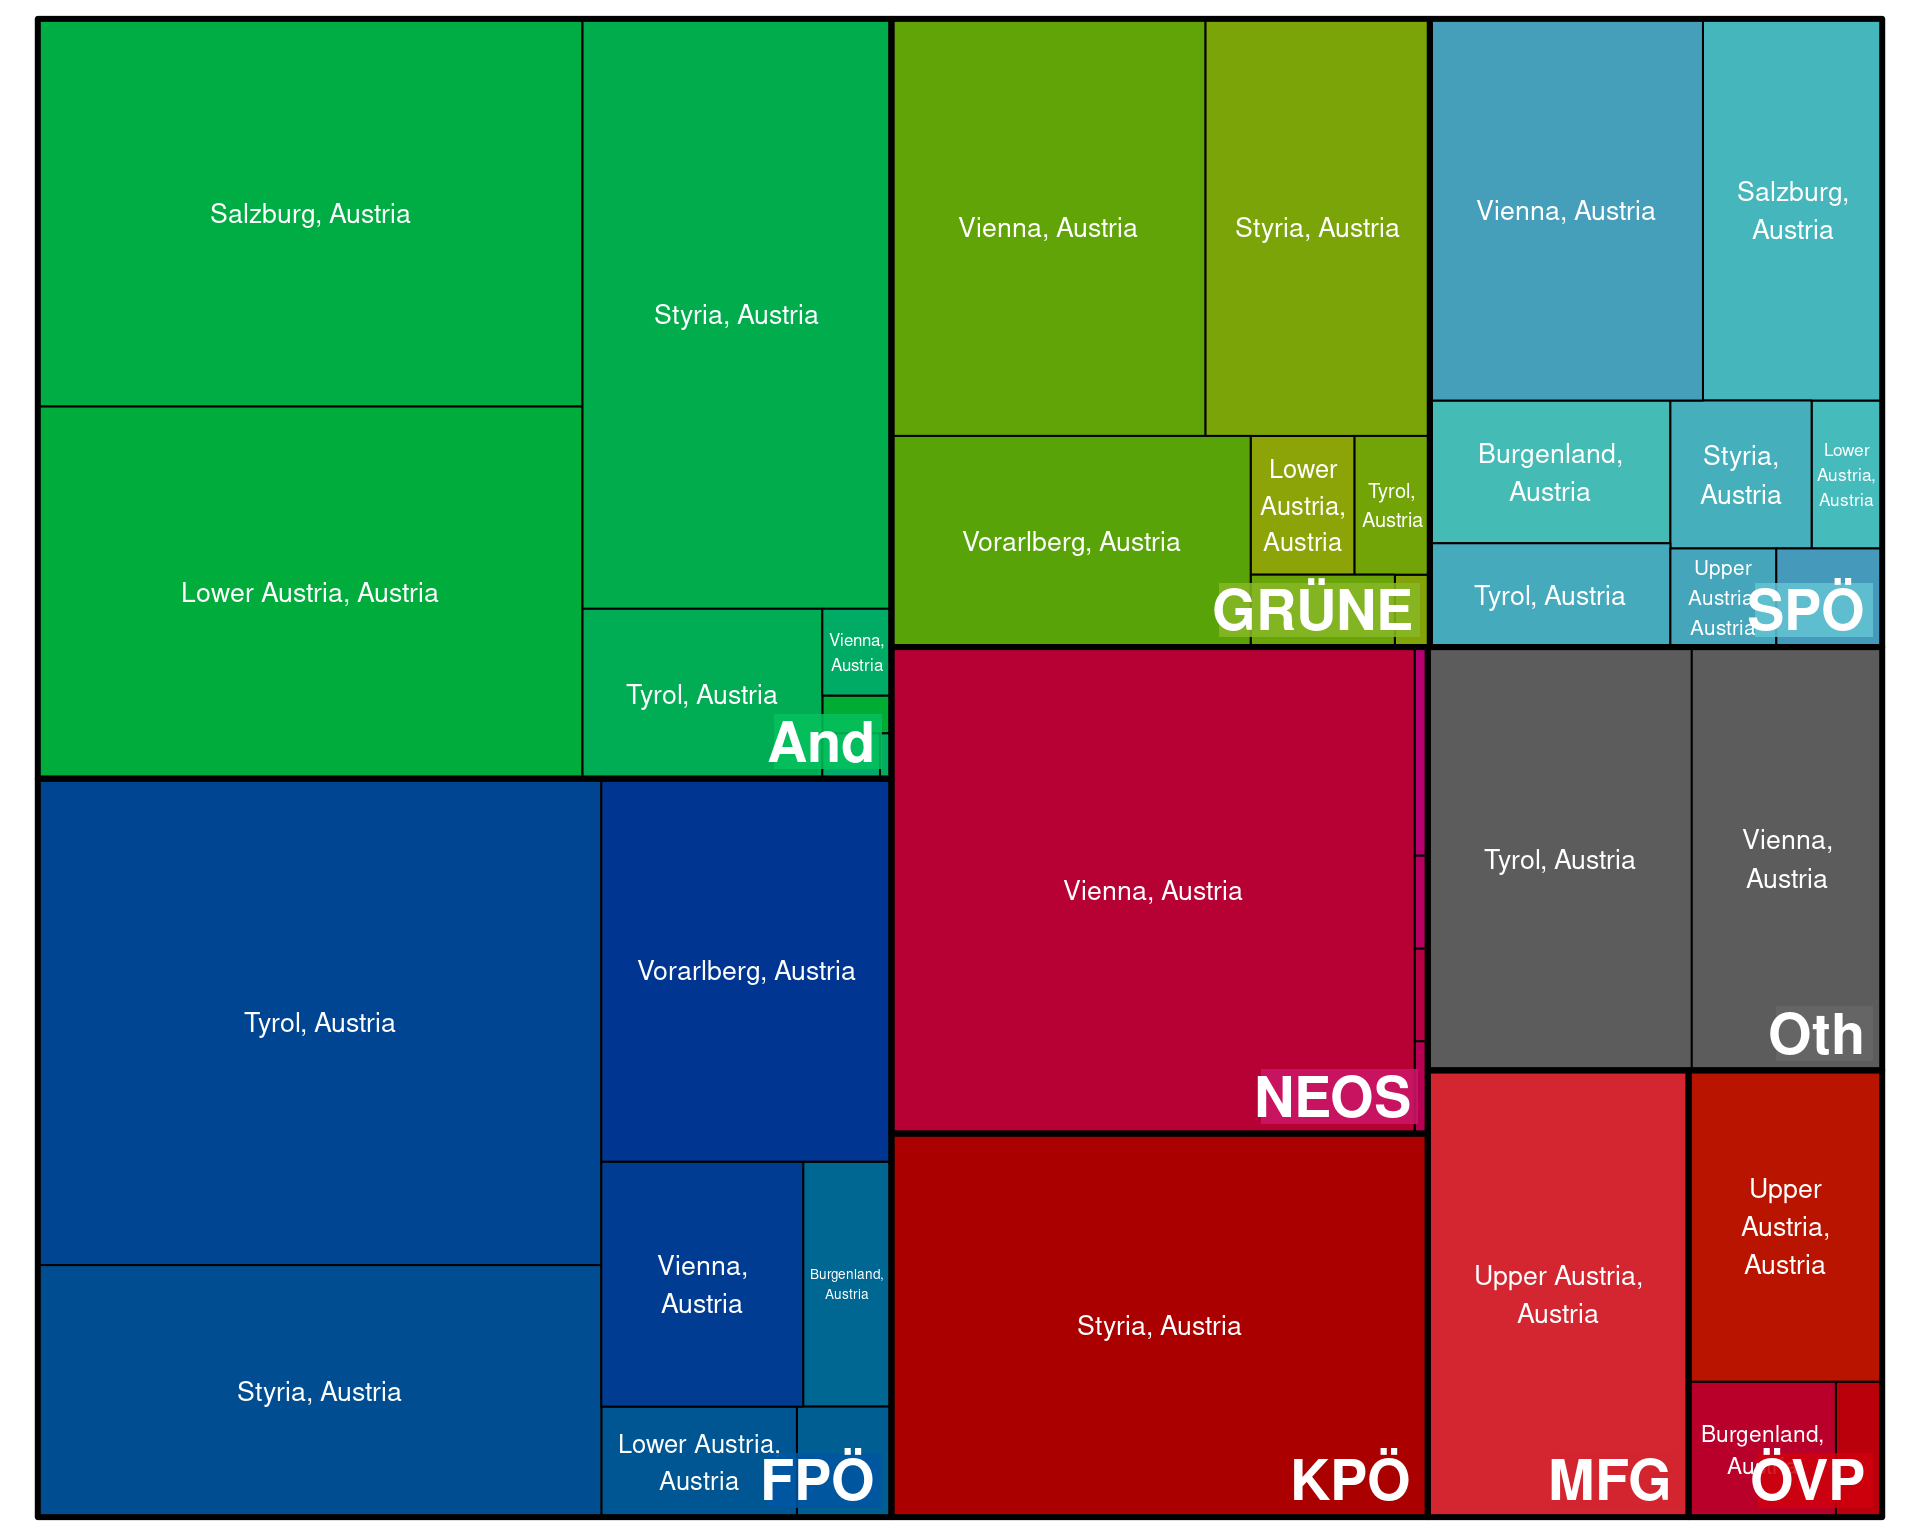 Salzburg, Austria
Lower Austria, Austria
Styria, Austria
Tyrol, Austria
Vienna,
Austria
And
Tyrol, Austria
Styria, Austria
Vorarlberg, Austria
Vienna,
Austria
Burgenland,
Austria
Lower Austria,
Austria
FPÖ
Vienna, Austria
Styria, Austria
Vorarlberg, Austria
Lower
Austria,
Austria
Tyrol,
Austria
GRÜNE
Vienna, Austria
NEOS
Styria, Austria
KPÖ
Vienna, Austria
Salzburg,
Austria
Burgenland,
Austria
Styria,
Austria
Lower
Austria,
Austria
Tyrol, Austria
Upper
Austria,
Austria
SPÖ
Tyrol, Austria
Vienna,
Austria
Oth
Upper Austria,
Austria
MFG
Upper
Austria,
Austria
Burgenland,
ÖVP